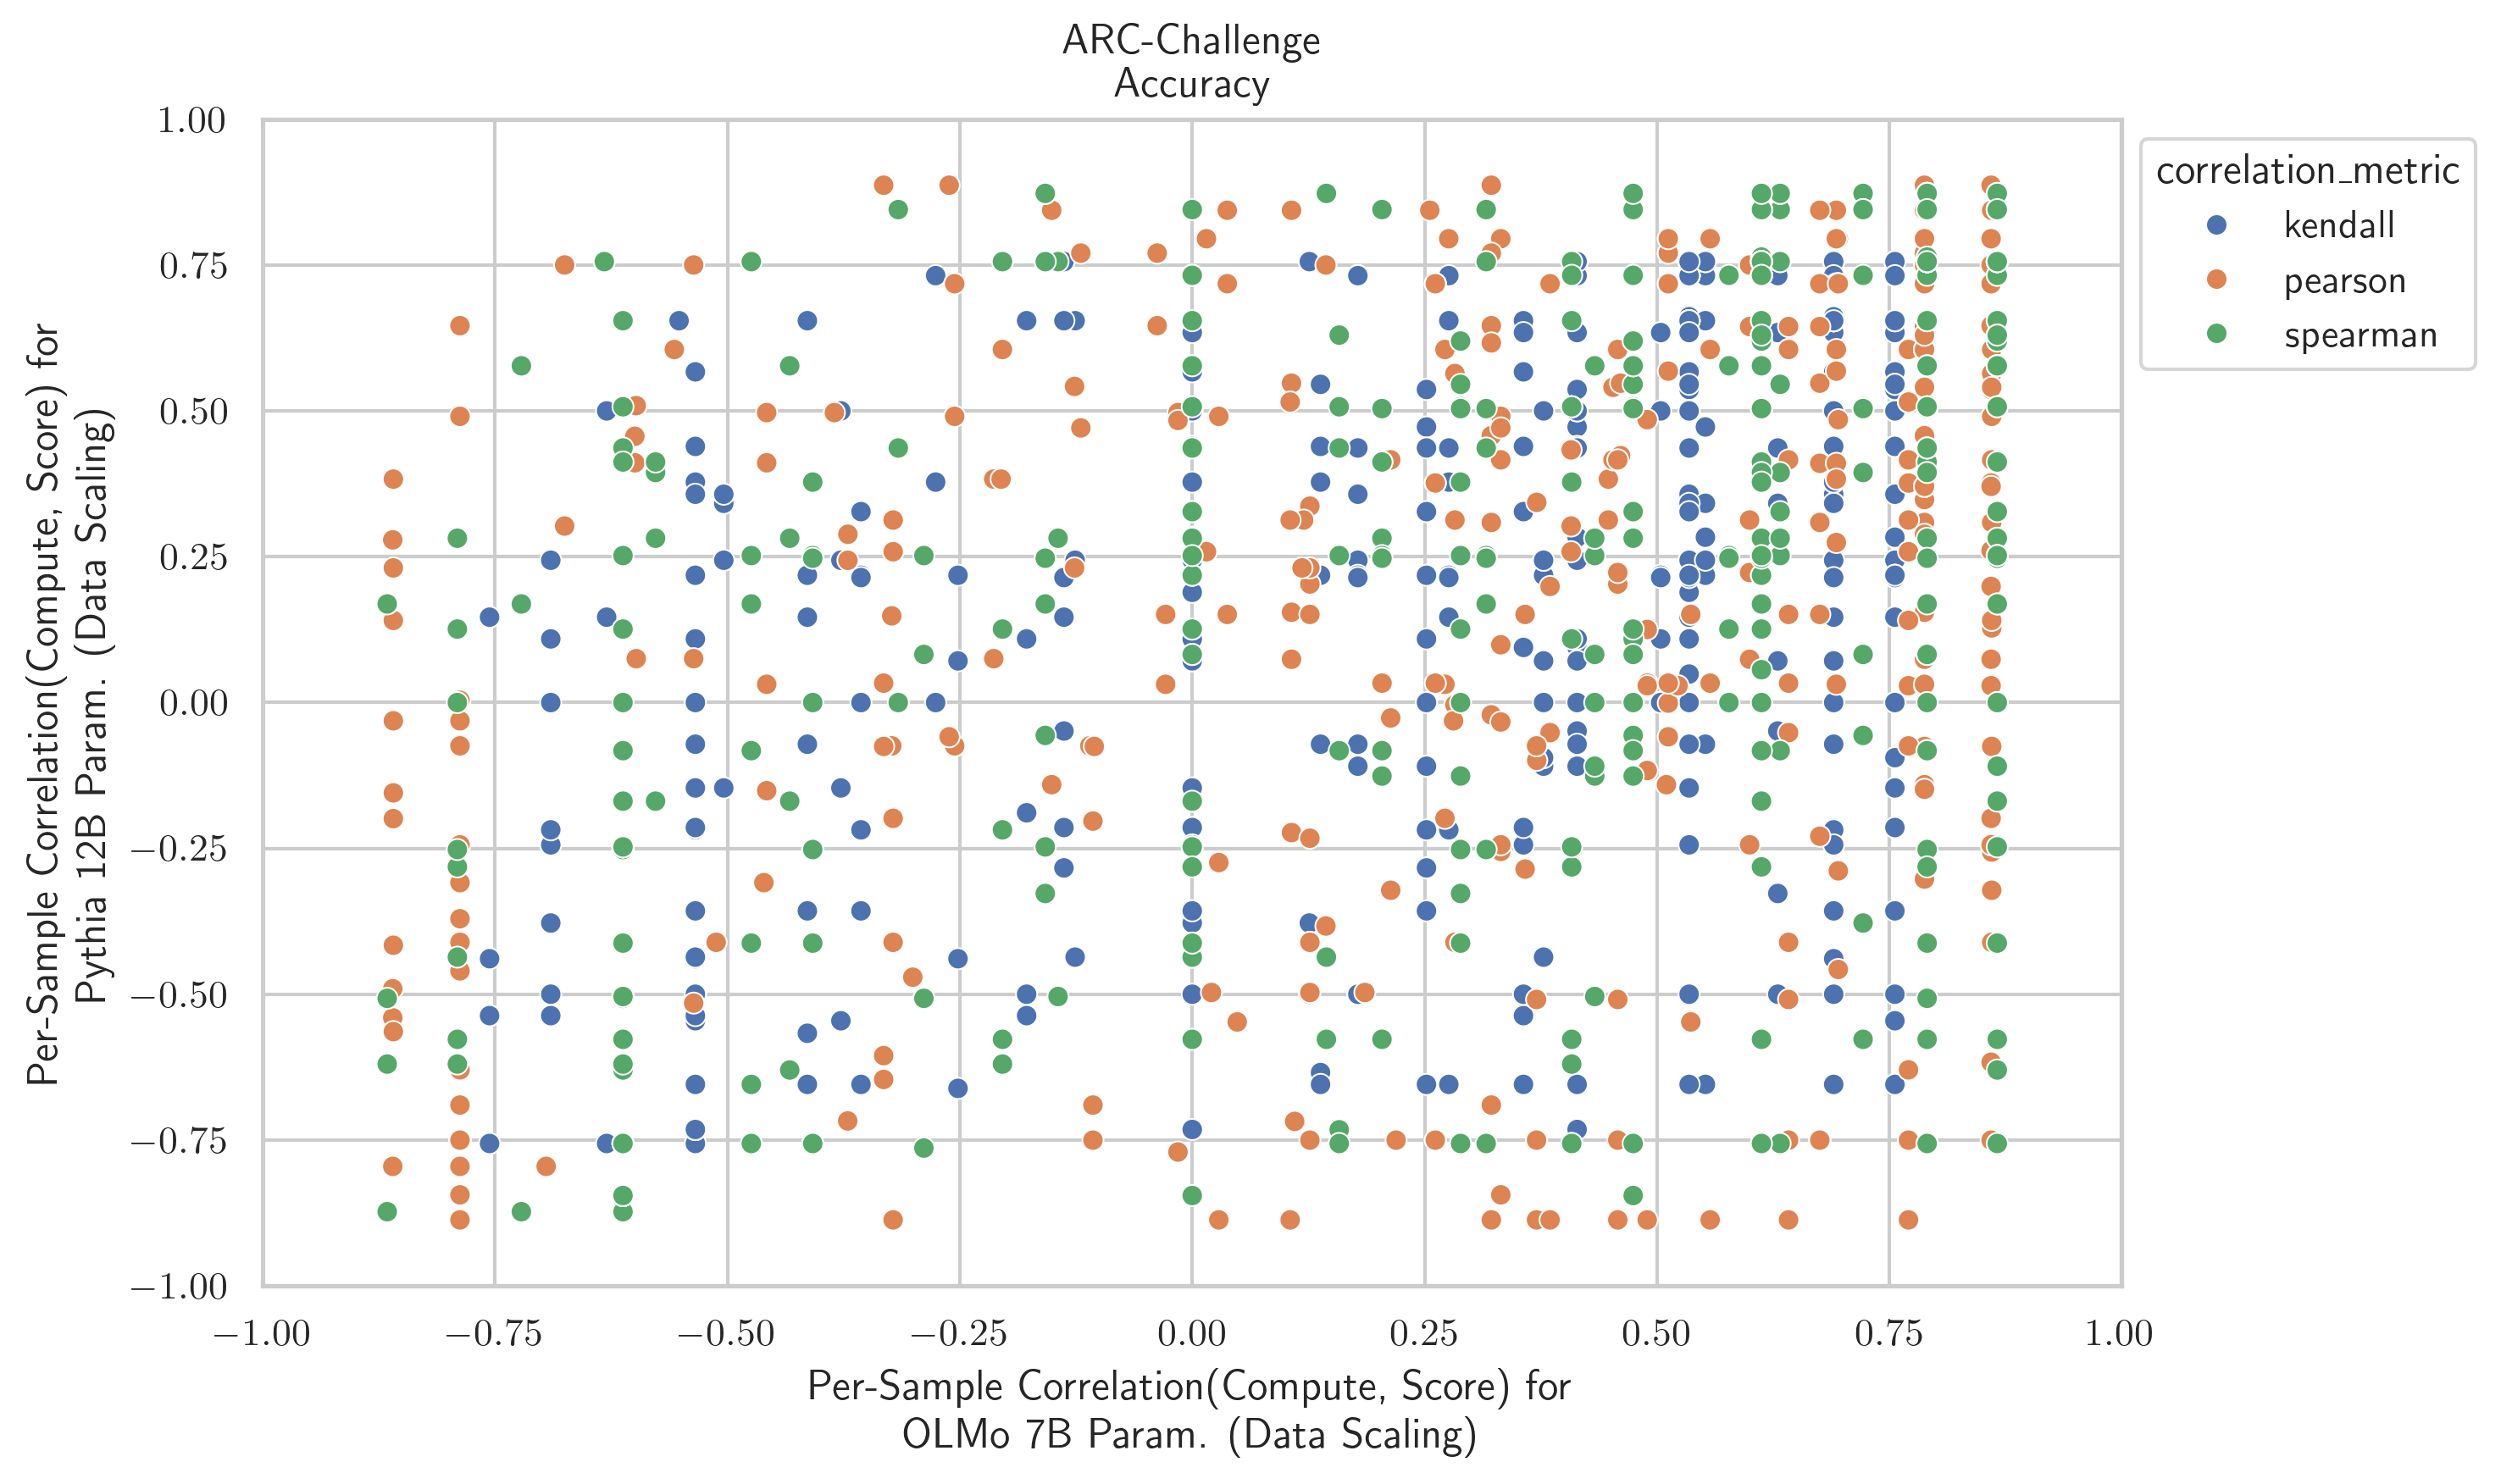 ARC-Challenge
Accuracy
Per-Sample Correlation(Compute, Score) for
Pythia 12B Param. (Data Scaling)
1.00
0.75
0.50
0.25
0.00
−0.25
−0.50
−0.75
−1.00
−1.00 −0.75 −0.50 −0.25 0.00 0.25 0.50 0.75 1.00
Per-Sample Correlation(Compute, Score) for
OLMo 7B Param. (Data Scaling)
correlation_metric
kendall
pearson
spearman